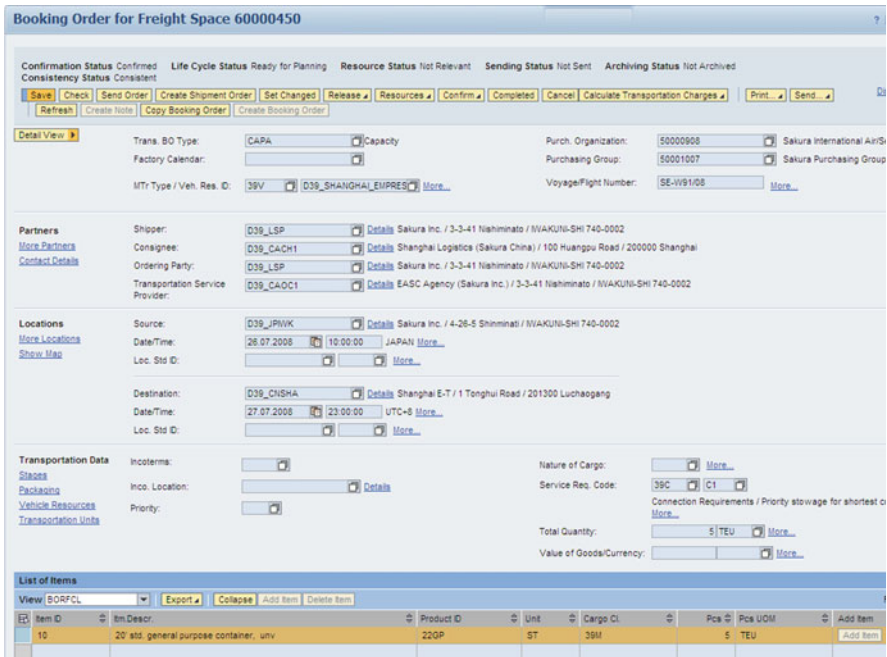 Booking Order for Freight Space 60000450
?
Confirmation Status Confirmed Life Cycle Status Ready for Planning Resource Status Not Relevant Sending Status Not Sent Archiving Status Not Archived
Consistency Status Consistent
Save Check Send Order Create Shipment Order Set Changed Release Resources Confirm Completed Cancel Calculate Transportation Charges Print... Send...
Refresh Create Note Copy Booking Order Create Booking Order
Detail View
Trans. BO Type: CAPA Capacity Purch. Organization: 50000908 Sakura International Air/S
Factory Calendar: Purchasing Group: 50001007 Sakura Purchasing Group
MTr Type / Veh. Res. ID: 39V D39_SHANGHAI_EMPRES More... Voyage/Flight Number: SE-W91/08 More...
Partners Shipper: D39_LSP Details Sakura Inc. / 3-3-41 Nishiminato / IWAKUNI-SHI 740-0002
More Partners Consignee: D39_CACH1 Details Shanghai Logistics (Sakura China) / 100 Huangpu Road / 200000 Shanghai
Contact Details Ordering Party: D39_LSP Details Sakura Inc. / 3-3-41 Nishiminato / IWAKUNI-SHI 740-0002
Transportation Service Provider: D39_CAOC1 Details EASC Agency (Sakura Inc.) / 3-3-41 Nishiminato / IWAKUNI-SHI 740-0002
Locations Source: D39_JPIWK Details Sakura Inc. / 4-26-5 Shinminati / IWAKUNI-SHI 740-0002
More Locations Date/Time: 26.07.2008 10:00:00 JAPAN More...
Show Map Loc. Std ID: More...
Destination: D39_CNSHA Details Shanghai E-T / 1 Tonghui Road / 201300 Luchaogang
Date/Time: 27.07.2008 23:00:00 UTC+8 More...
Loc. Std ID: More...
Transportation Data Incoterms: Nature of Cargo: More...
Stages
Packaging Inco. Location: Details Service Req. Code: 39C C1
Vehicle Resources Priority: Connection Requirements / Priority stowage for shortest
More...
Transportation Units
Total Quantity: 5 TEU More...
Value of Goods/Currency: More...
List of Items
View BORFCL Export Collapse Add Item Delete Item
Item ID Itm.Descr. Product ID Unit Cargo Cl. Pcs Pcs UOM Add Item
10 20' std. general purpose container, unv 22GP ST 39M 5 TEU Add Item